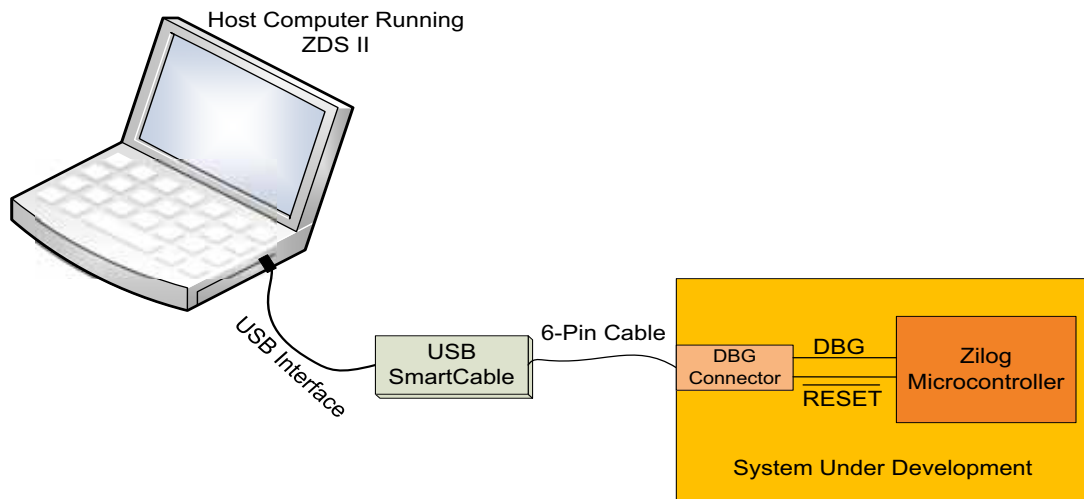 Host Computer Running
ZDS II
USB Interface
USB
SmartCable
6-Pin Cable
DBG
Connector
DBG
RESET
Zilog
Microcontroller
System Under Development